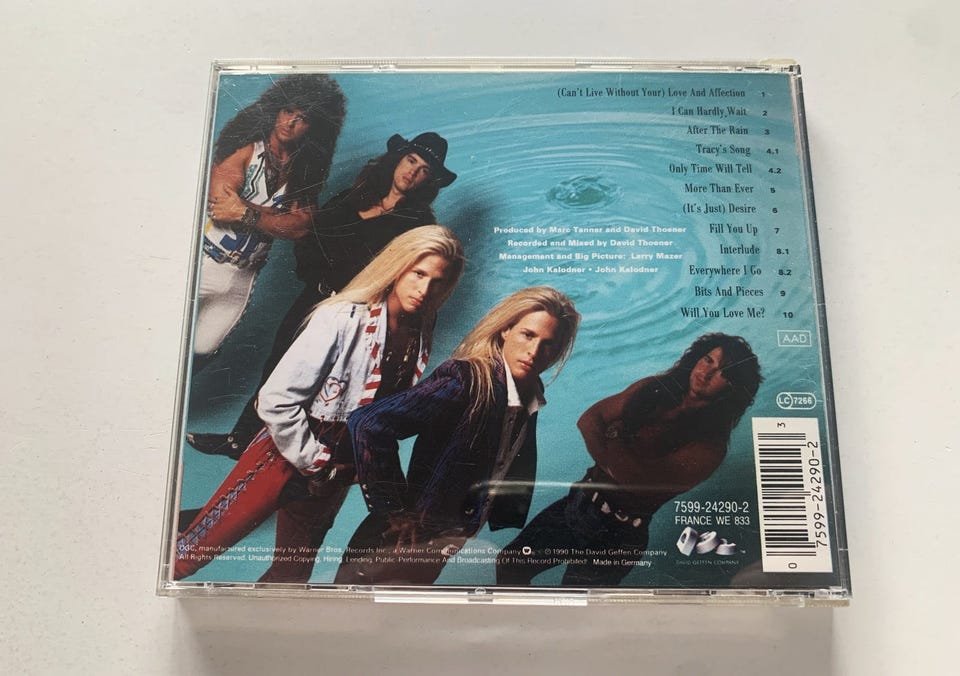 (Can't Live Without Your) Love And Affection 1
I Can Hardly Wait 2
After The Rain 3
Tracy's Song 4.1
Only Time Will Tell 4.2
More Than Ever 5
(It's Just) Desire 6
Fill You Up 7
Interlude 8.1
Everywhere I Go 8.2
Bits And Pieces 9
Will You Love Me? 10
Produced by Marc Tanner and David Thoener
Recorded and Mixed by David Thoener
Management and Big Picture: Larry Mazer
John Kalodner • John Kalodner
AAD
LC 7266
7599-24290-2
FRANCE WE 833
DAVID GEFFEN COMPANY
™
3
7599-24290-2
0
manufactured exclusively by Warner Bros. Records Inc., a Warner Communications Company ℗ © 1990 The David Geffen Company
All Rights Reserved. Unauthorized Copying, Hiring, Lending, Public-Performance And Broadcasting Of This Record Prohibited! Made in Germany